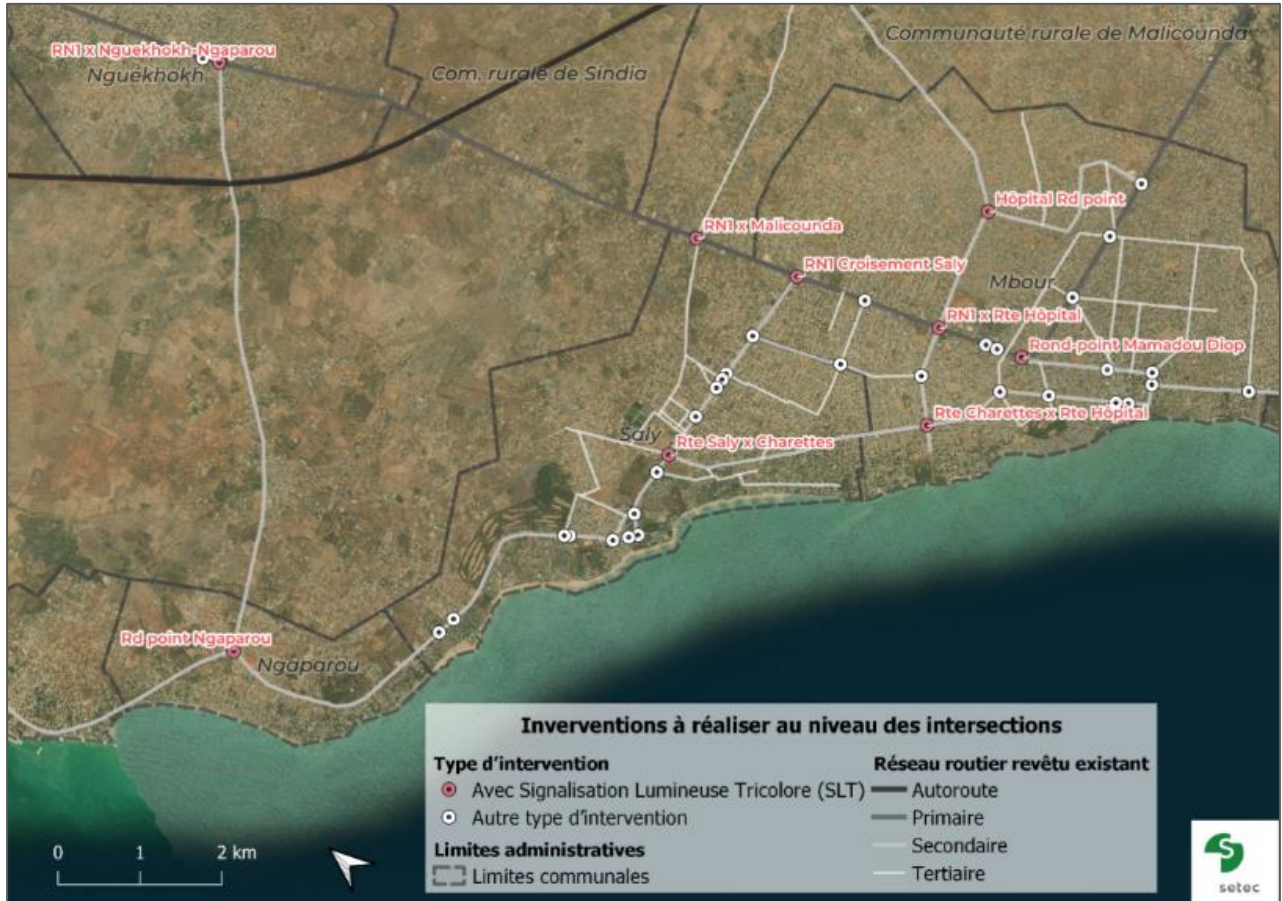 RN1 x Nguekhokh-Ngaparou
Nguékhokh
Com. rurale de Sindia
Communauté rurale de Malicounda
Hôpital Rd point
RN1 x Malicounda
RN1 Croisement Saly
Mbour
RN1 x Rte Hôpital
Rond-point Mamadou Diop
Rte Charettes x Rte Hôpital
Saly
Rte Saly x Charettes
Rd point Ngaparou
Ngaparou
Inverventions à réaliser au niveau des intersections
Type d'intervention
Avec Signalisation Lumineuse Tricolore (SLT)
Autre type d'intervention
Limites administratives
Limites communales
Réseau routier revêtu existant
Autoroute
Primaire
Secondaire
Tertiaire
0 1 2 km
setec